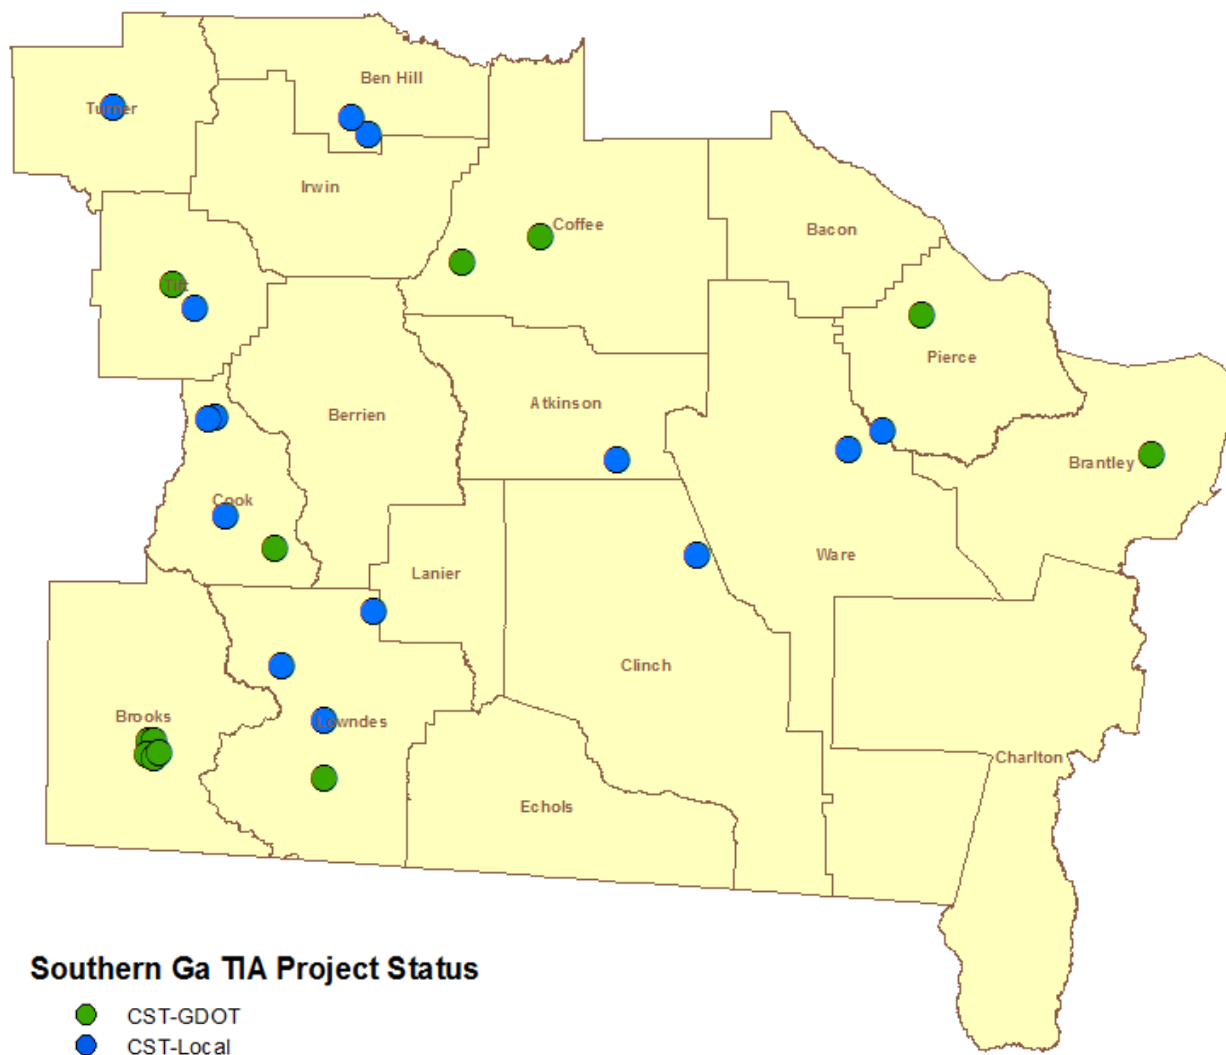 Ben Hill
Turner
Irwin
Coffee
Bacon
Tift
Pierce
Atkinson
Berrien
Brantley
Cook
Ware
Lanier
Clinch
Brooks
Lowndes
Charlton
Echols
Southern Ga TIA Project Status
CST-GDOT
CST-Local